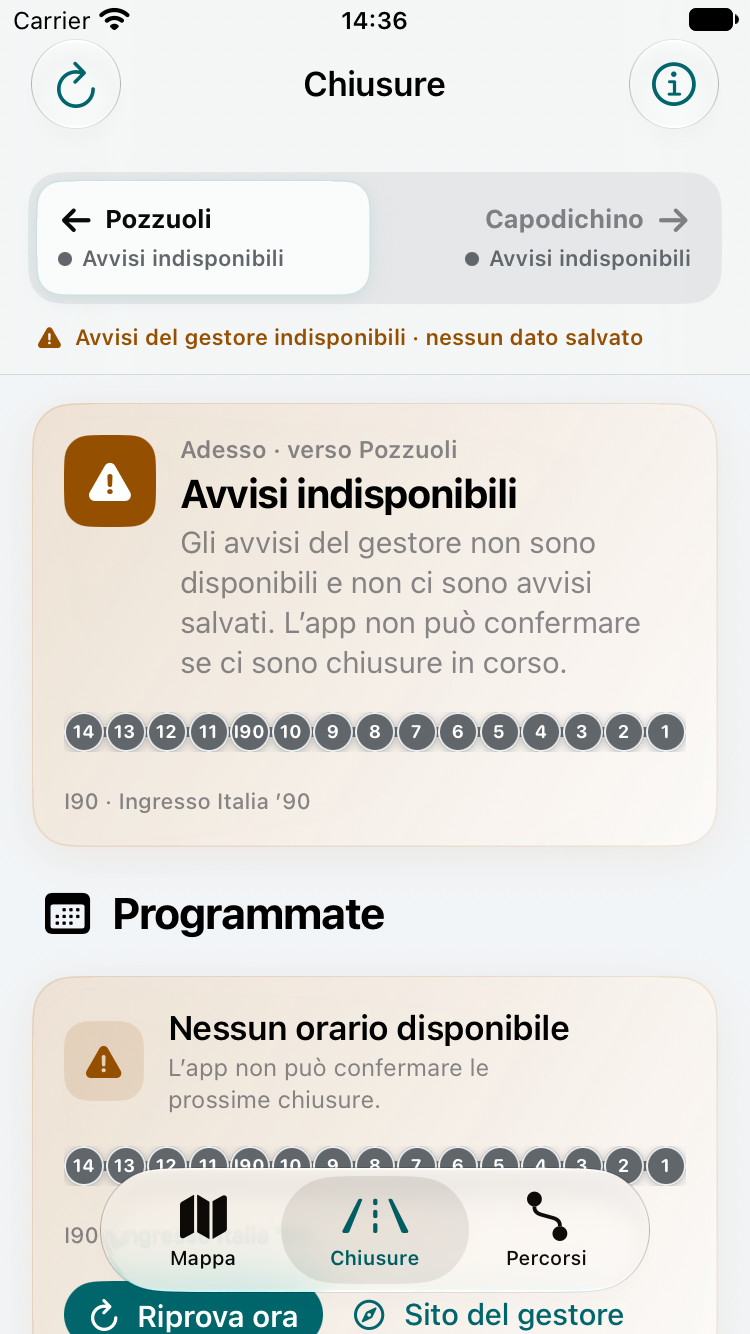 Carrier 14:36
Chiusure
Pozzuoli
Avvisi indisponibili
Capodichino
Avvisi indisponibili
Avvisi del gestore indisponibili · nessun dato salvato
Adesso · verso Pozzuoli
Avvisi indisponibili
Gli avvisi del gestore non sono
disponibili e non ci sono avvisi
salvati. L’app non può confermare
se ci sono chiusure in corso.
14 13 12 11 I90 10 9 8 7 6 5 4 3 2 1
I90 · Ingresso Italia ’90
Programmate
Nessun orario disponibile
L’app non può confermare le
prossime chiusure.
14 13 12 11 I90 10 9 8 7 6 5 4 3 2 1
I90 Ingresso Italia
Mappa
Chiusure
Percorsi
Riprova ora
Sito del gestore